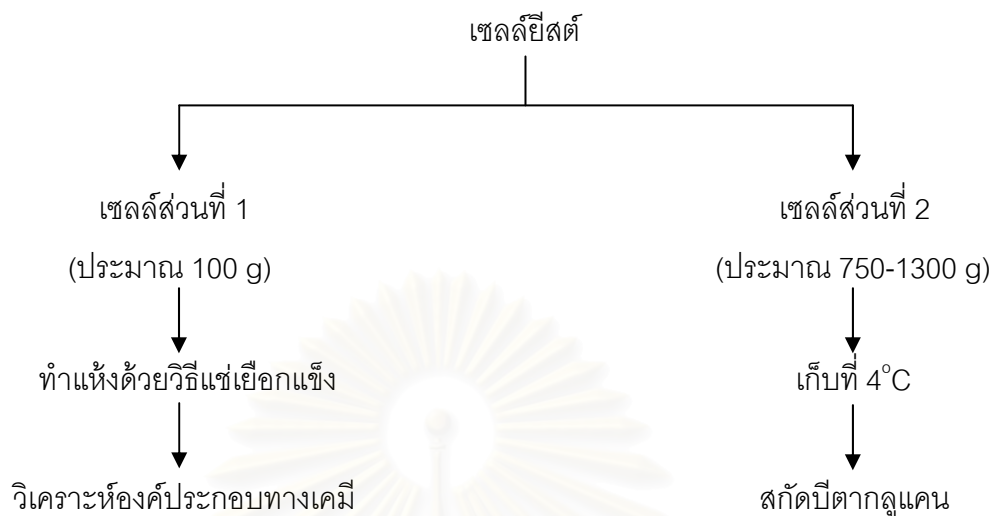 เซลล์ยีสต์
เซลล์ส่วนที่ 1
(ประมาณ 100 g)
ทำแห้งด้วยวิธีแช่เยือกแข็ง
วิเคราะห์องค์ประกอบทางเคมี
เซลล์ส่วนที่ 2
(ประมาณ 750-1300 g)
เก็บที่ 4°C
สกัดบีตากลูแคน